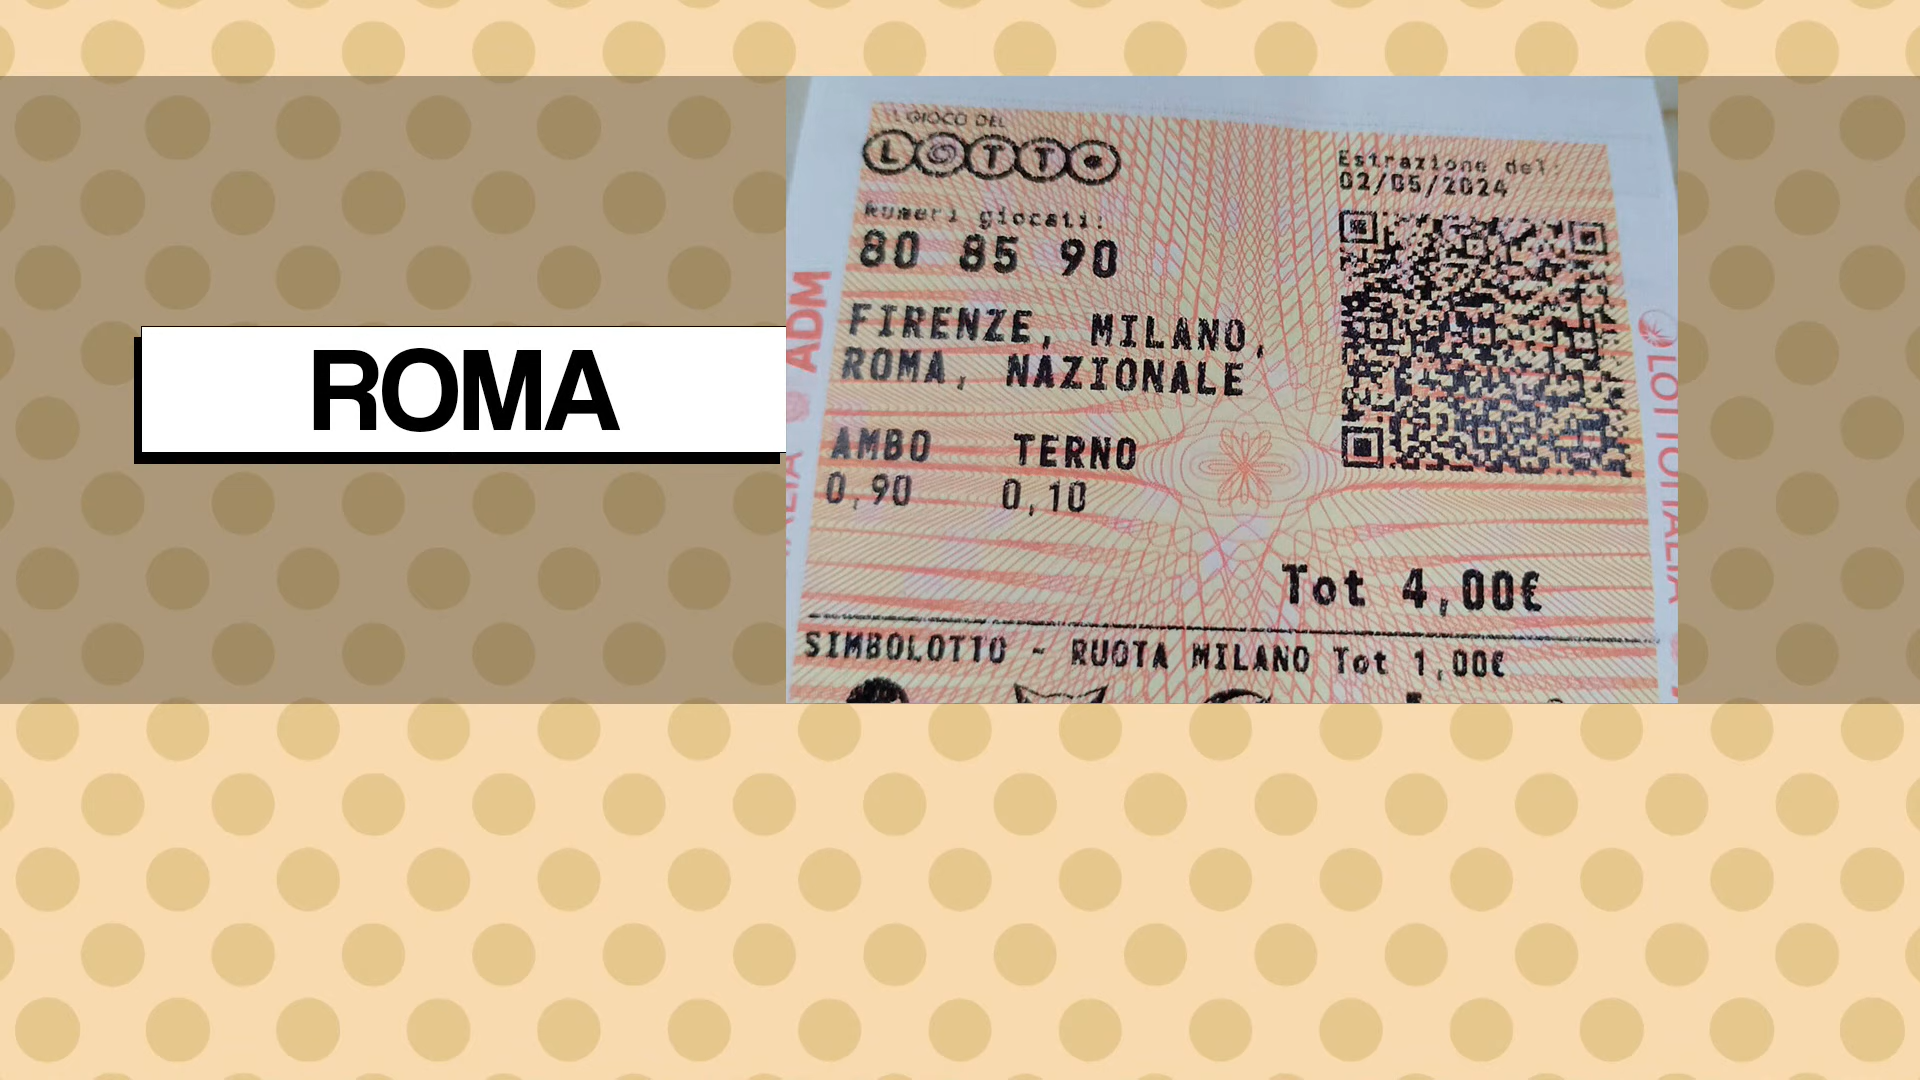 ROMA
IL GIOCO DEL
LOTTO
Estrazione del:
02/05/2024
Numeri giocati:
80 85 90
FIRENZE, MILANO,
ROMA, NAZIONALE
AMBO TERNO
0,90 0,10
Tot 4,00€
SIMBOLOTTO - RUOTA MILANO Tot 1,00€
ADM
LOTTOITALIA